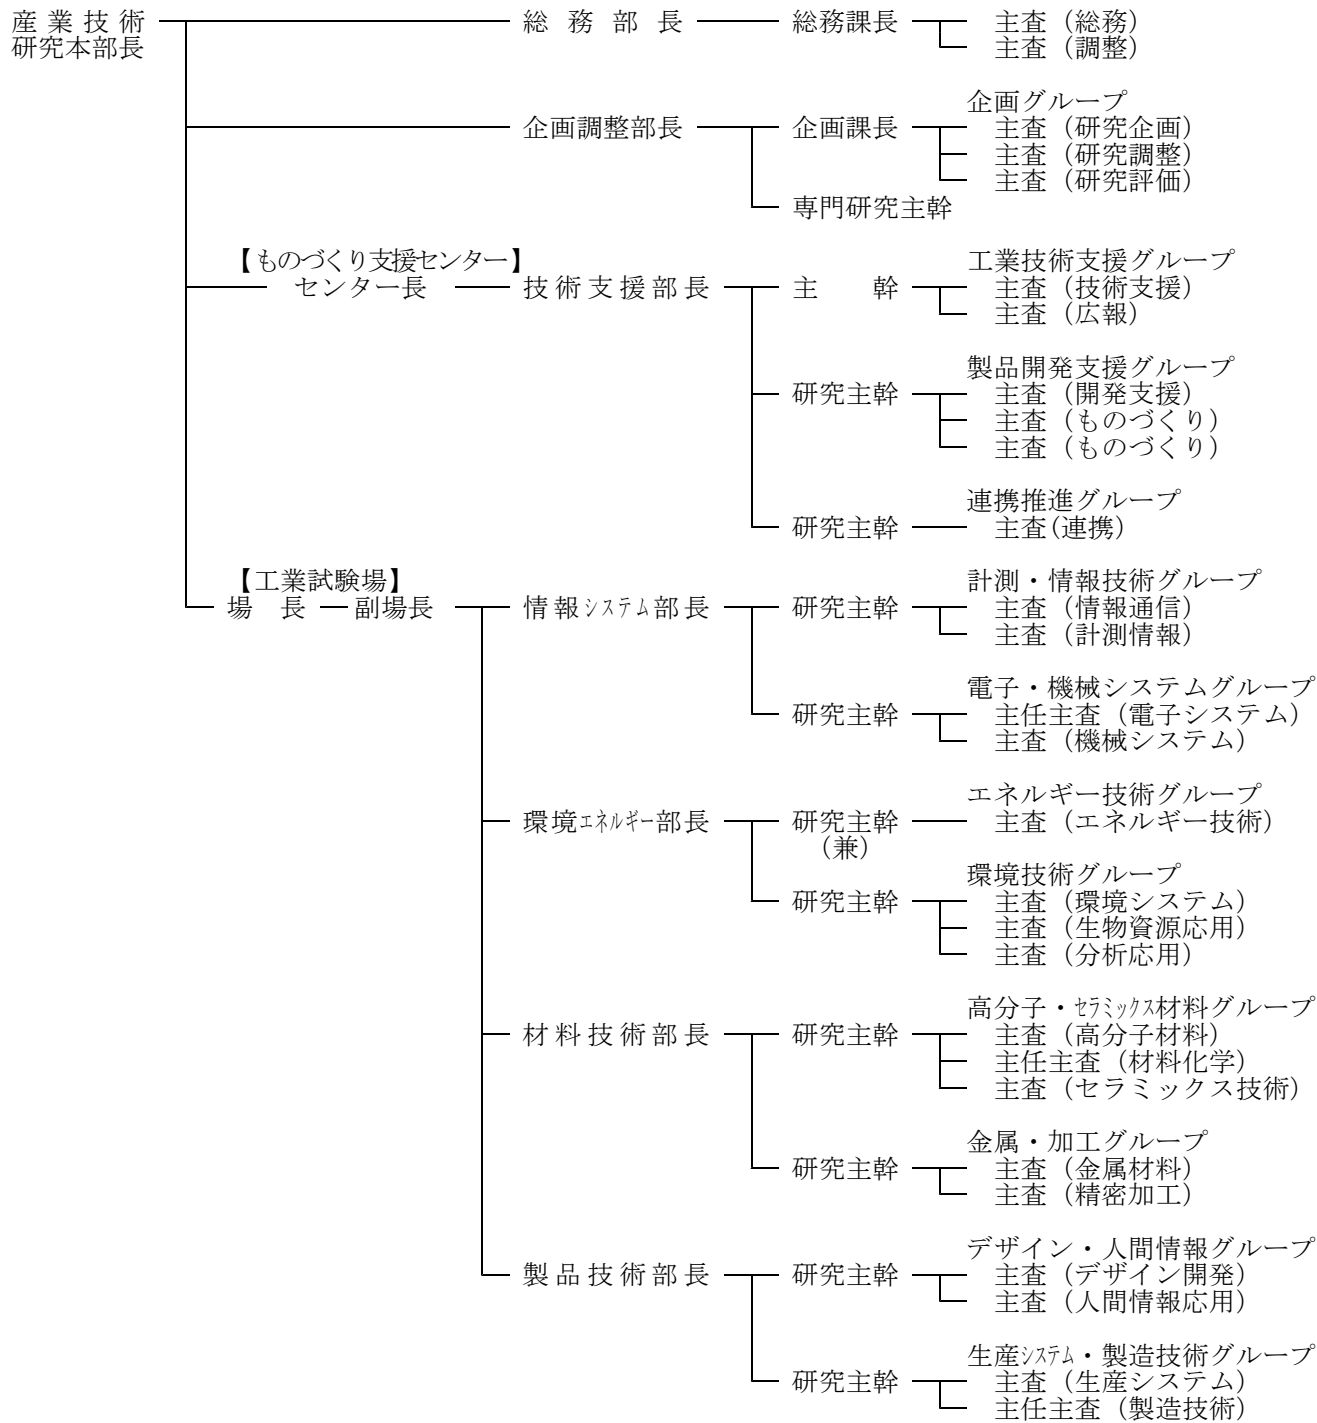 産業技術 総務部長 総務課長 主査（総務）
研究本部長 主査（調整）
企画グループ
企画調整部長 企画課長 主査（研究企画）
主査（研究調整）
主査（研究評価）
専門研究主幹
【ものづくり支援センター】 工業技術支援グループ
センター長 技術支援部長 主幹 主査（技術支援）
主査（広報）
製品開発支援グループ
研究主幹 主査（開発支援）
主査（ものづくり）
主査（ものづくり）
連携推進グループ
研究主幹 主査(連携)
【工業試験場】 計測・情報技術グループ
場長 副場長 情報システム部長 研究主幹 主査（情報通信）
主査（計測情報）
電子・機械システムグループ
研究主幹 主任主査（電子システム）
主査（機械システム）
エネルギー技術グループ
環境エネルギー部長 研究主幹 主査（エネルギー技術）
（兼）
環境技術グループ
研究主幹 主査（環境システム）
主査（生物資源応用）
主査（分析応用）
高分子・セラミックス材料グループ
材料技術部長 研究主幹 主査（高分子材料）
主任主査（材料化学）
主査（セラミックス技術）
金属・加工グループ
研究主幹 主査（金属材料）
主査（精密加工）
デザイン・人間情報グループ
製品技術部長 研究主幹 主査（デザイン開発）
主査（人間情報応用）
生産システム・製造技術グループ
研究主幹 主査（生産システム）
主任主査（製造技術）